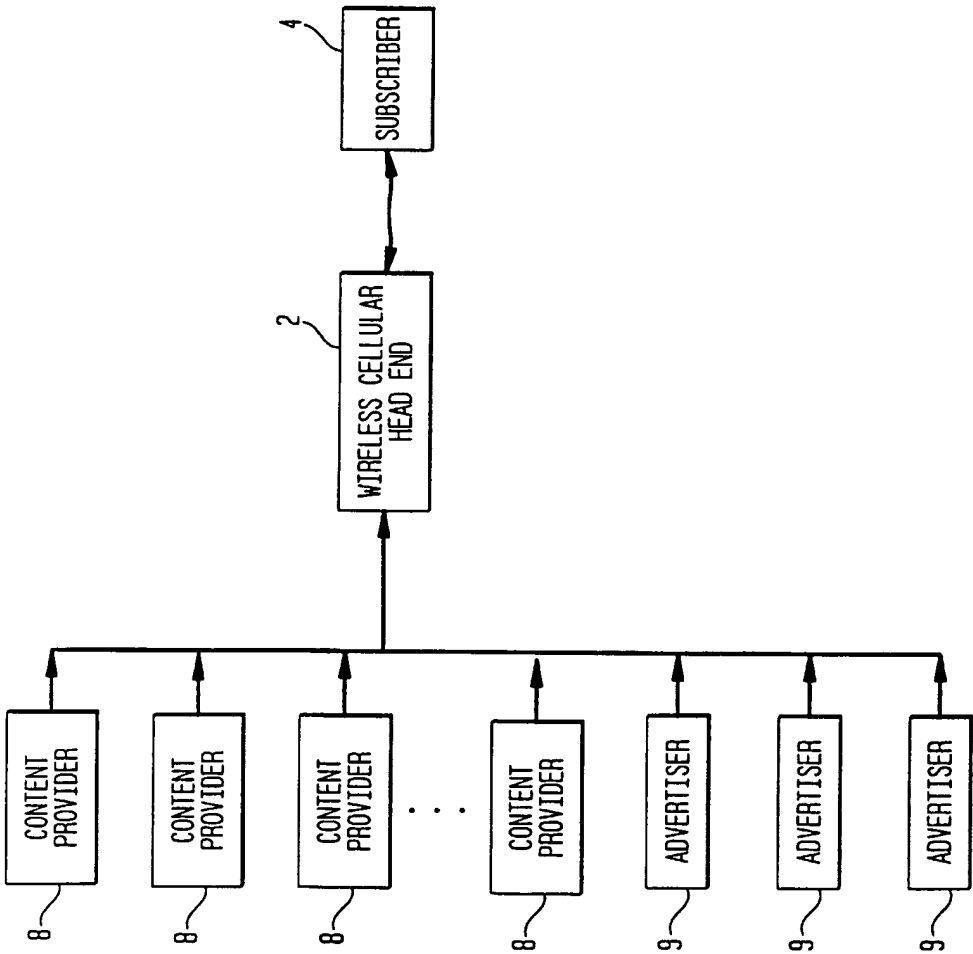 4
SUBSCRIBER
2
WIRELESS CELLULAR
HEAD END
CONTENT
PROVIDER
8
CONTENT
PROVIDER
8
CONTENT
PROVIDER
8
. . .
CONTENT
PROVIDER
8
ADVERTISER
9
ADVERTISER
9
ADVERTISER
9